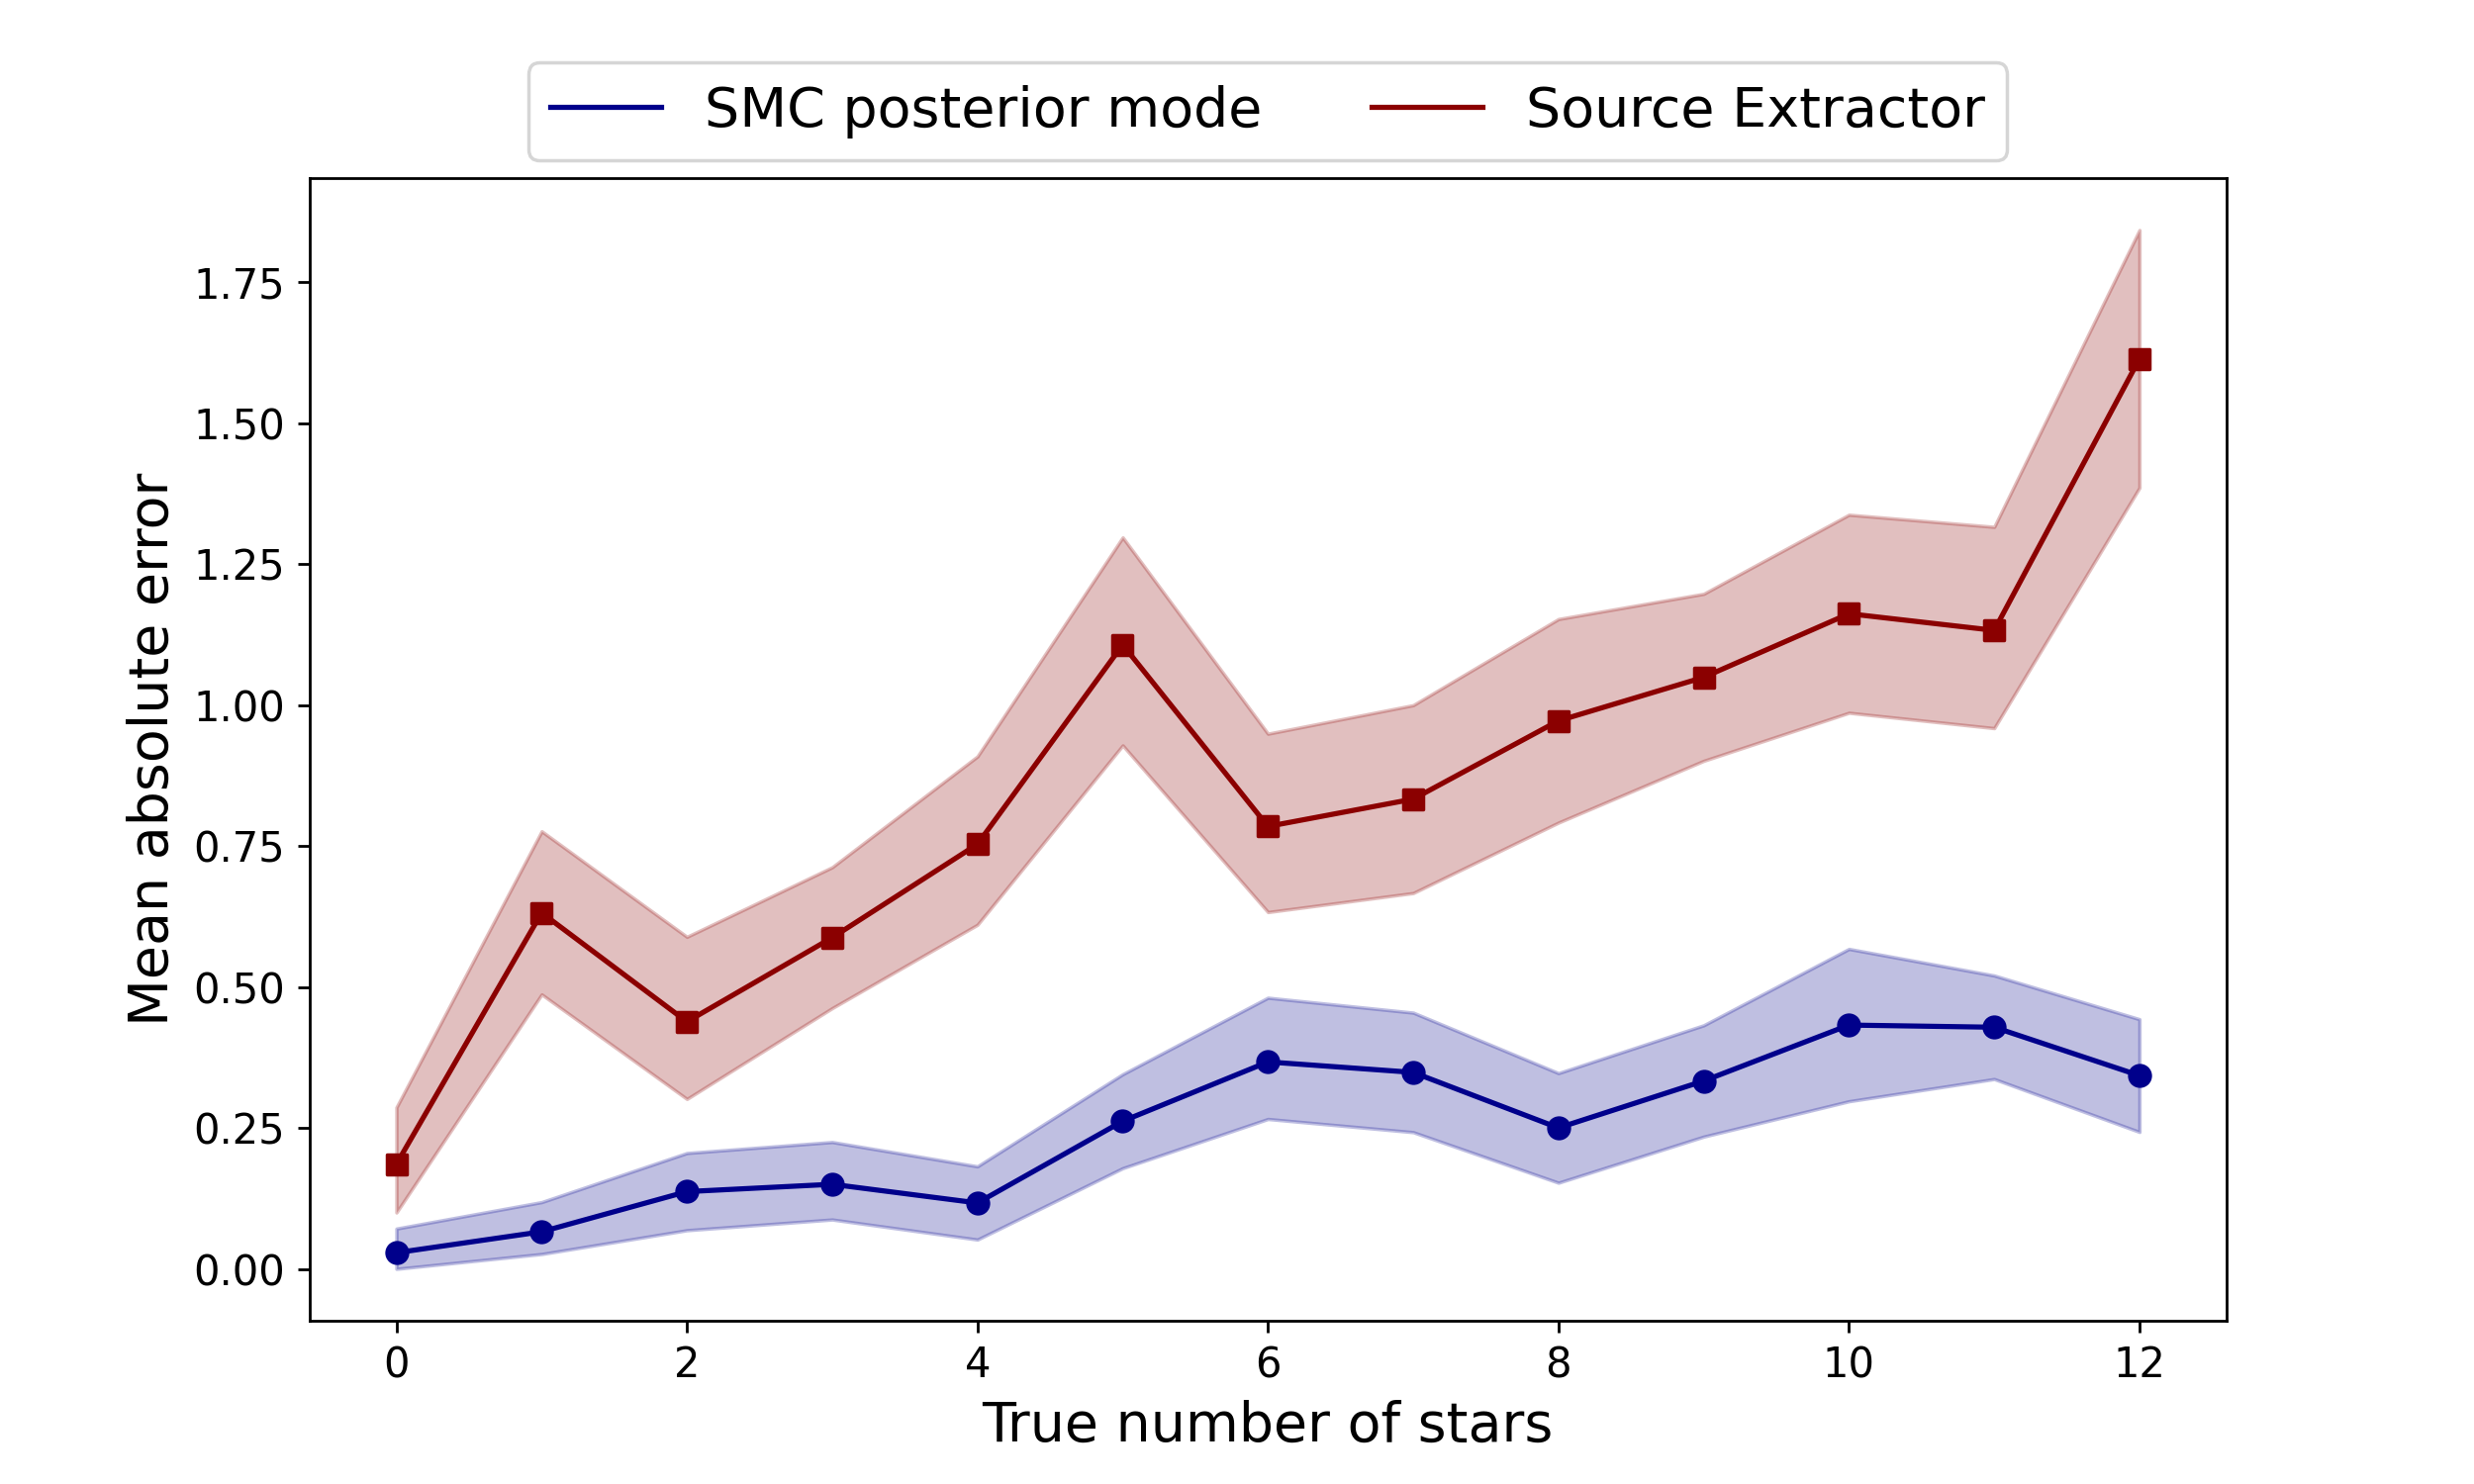 SMC posterior mode Source Extractor
Mean absolute error
1.75
1.50
1.25
1.00
0.75
0.50
0.25
0.00
0 2 4 6 8 10 12
True number of stars